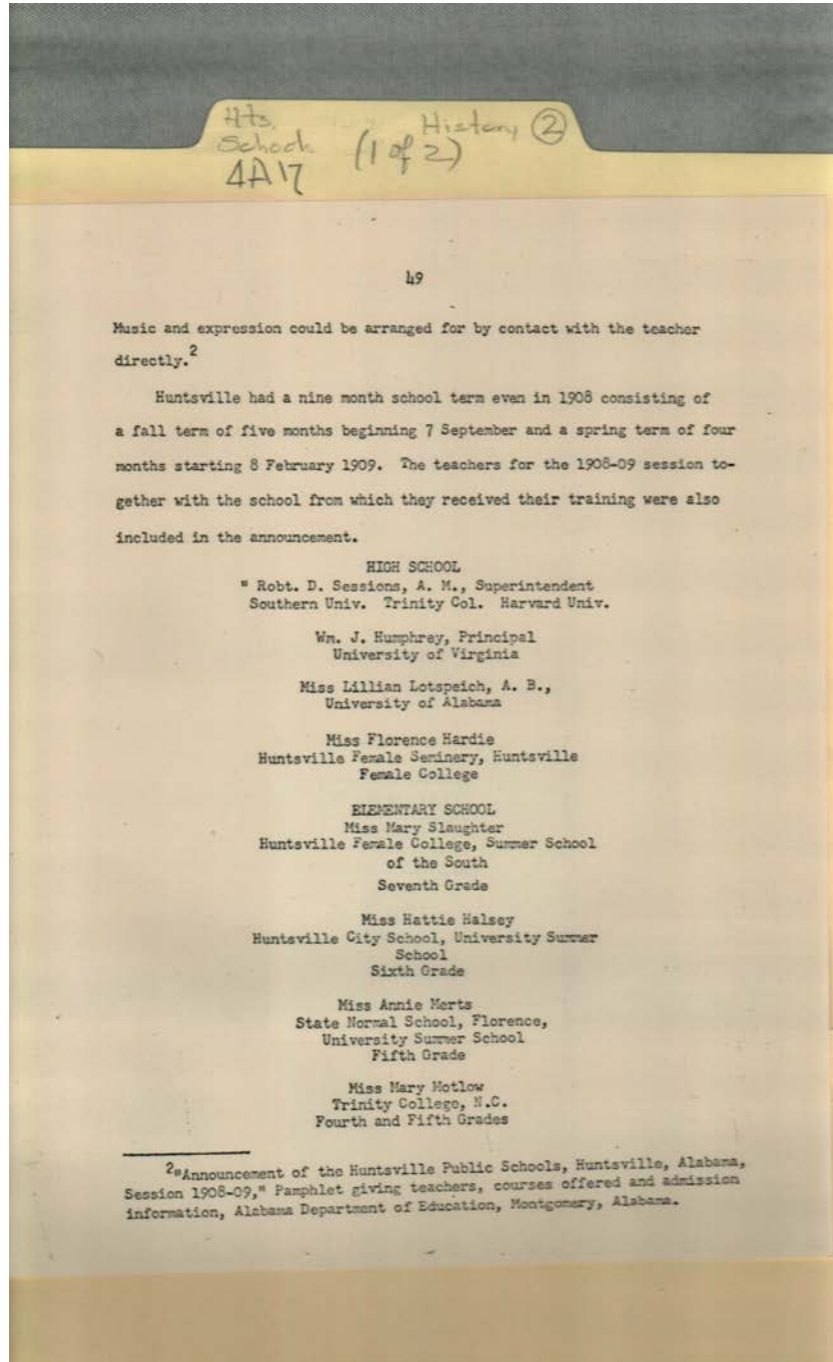 Hts. History ②
School (1 of 2)
4A17
49
Music and expression could be arranged for by contact with the teacher
directly.2
Huntsville had a nine month school term even in 1908 consisting of
a fall term of five months beginning 7 September and a spring term of four
months starting 8 February 1909. The teachers for the 1908-09 session to-
gether with the school from which they received their training were also
included in the announcement.
HIGH SCHOOL
" Robt. D. Sessions, A. M., Superintendent
Southern Univ. Trinity Col. Harvard Univ.
Wm. J. Humphrey, Principal
University of Virginia
Miss Lillian Lotspeich, A. B.,
University of Alabama
Miss Florence Hardie
Huntsville Female Seminery, Huntsville
Female College
ELEMENTARY SCHOOL
Miss Mary Slaughter
Huntsville Female College, Summer School
of the South
Seventh Grade
Miss Hattie Halsey
Huntsville City School, University Summer
School
Sixth Grade
Miss Annie Merts
State Normal School, Florence,
University Summer School
Fifth Grade
Miss Mary Motlow
Trinity College, N.C.
Fourth and Fifth Grades
2"Announcement of the Huntsville Public Schools, Huntsville, Alabama,
Session 1908-09," Pamphlet giving teachers, courses offered and admission
information, Alabama Department of Education, Montgomery, Alabama.